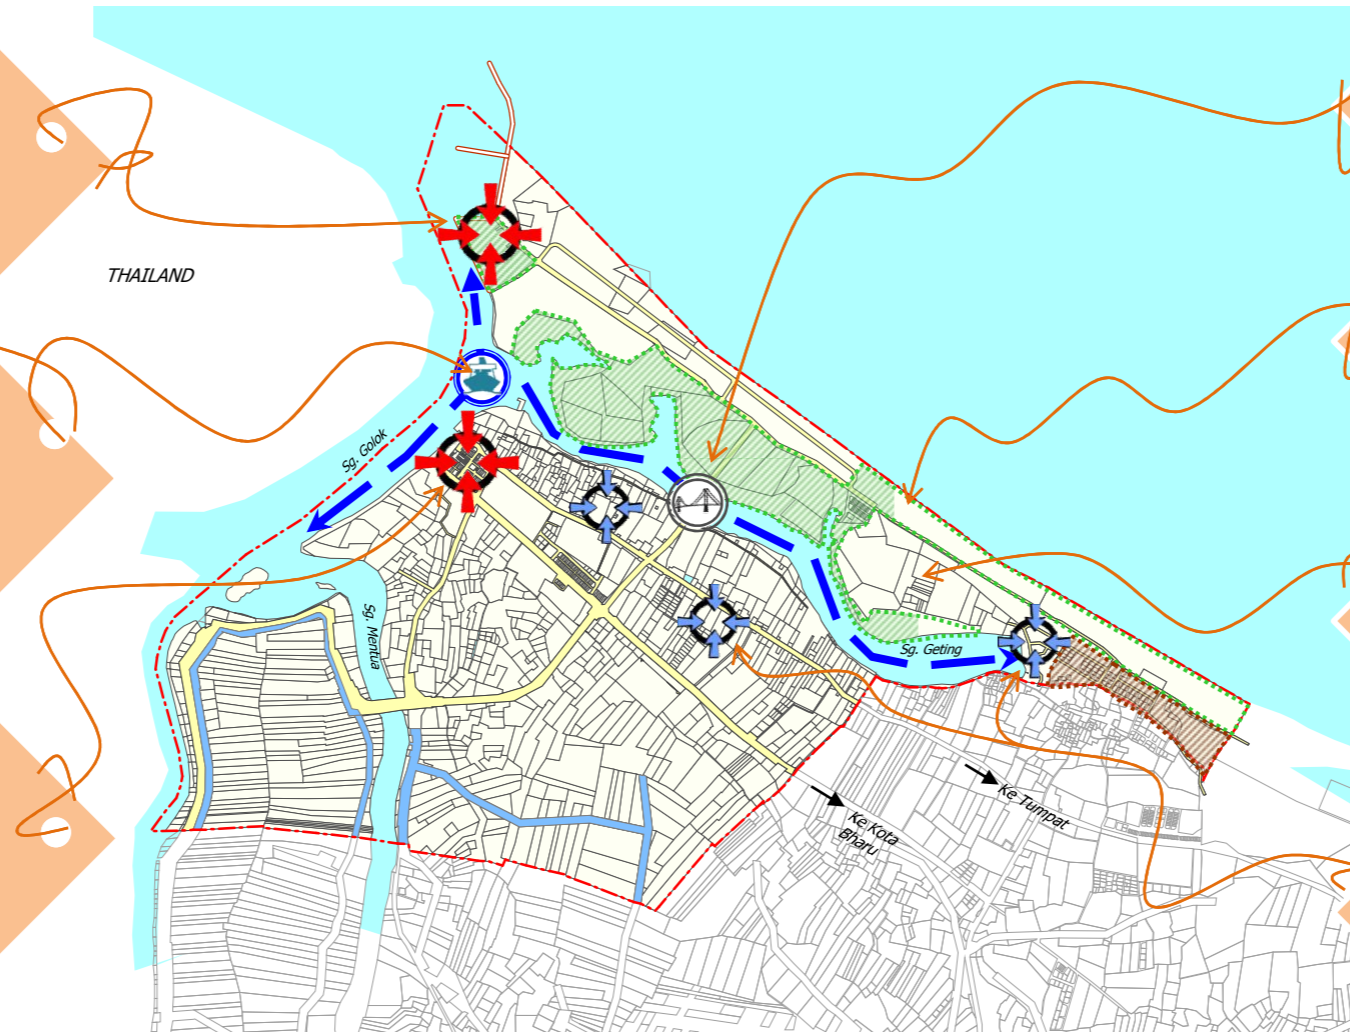 THAILAND
Sg. Golok
Sg. Mentua
Sg. Geting
Ke Tumpat
Ke Kota
Bharu